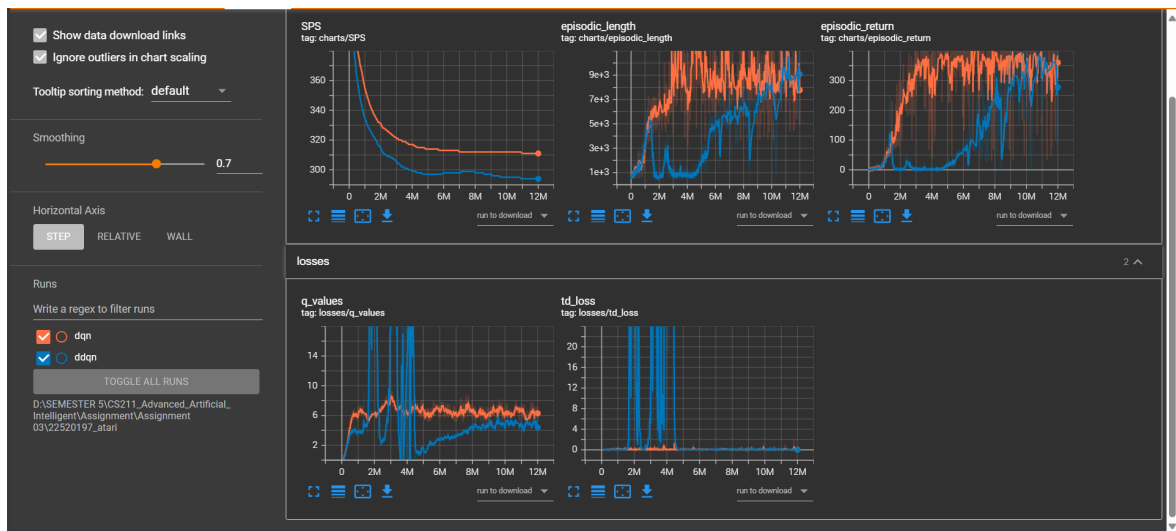 Show data download links
Ignore outliers in chart scaling
Tooltip sorting method: default
Smoothing
0.7
Horizontal Axis
STEP RELATIVE WALL
Runs
Write a regex to filter runs
dqn
ddqn
TOGGLE ALL RUNS
D:\SEMESTER 5\CS211_Advanced_Artificial_
Intelligent\Assignment\Assignment
03\22520197_atari
SPS
tag: charts/SPS
360
340
320
300
0 2M 4M 6M 8M 10M 12M
run to download
episodic_length
tag: charts/episodic_length
9e+3
7e+3
5e+3
3e+3
1e+3
0 2M 4M 6M 8M 10M 12M
run to download
episodic_return
tag: charts/episodic_return
300
200
100
0
0 2M 4M 6M 8M 10M 12M
run to download
losses
2
q_values
tag: losses/q_values
14
10
6
2
0 2M 4M 6M 8M 10M 12M
run to download
td_loss
tag: losses/td_loss
20
16
12
8
4
0
0 2M 4M 6M 8M 10M 12M
run to download